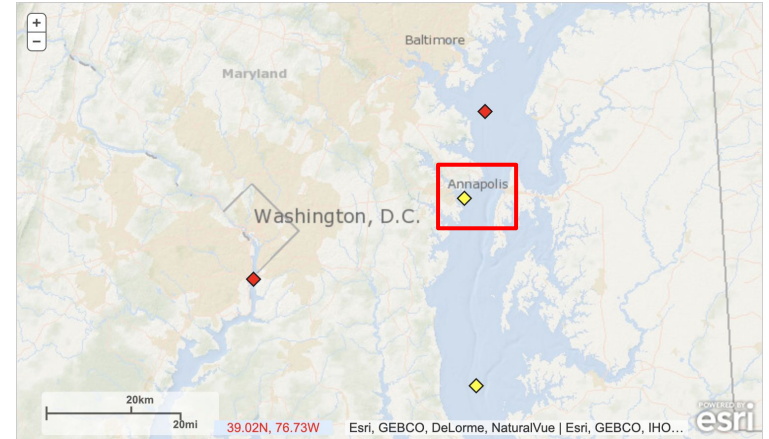 +
−
Baltimore
Maryland
Annapolis
Washington, D.C.
20km
20mi
39.02N, 76.73W
Esri, GEBCO, DeLorme, NaturalVue | Esri, GEBCO, IHO…
POWERED BY
esri